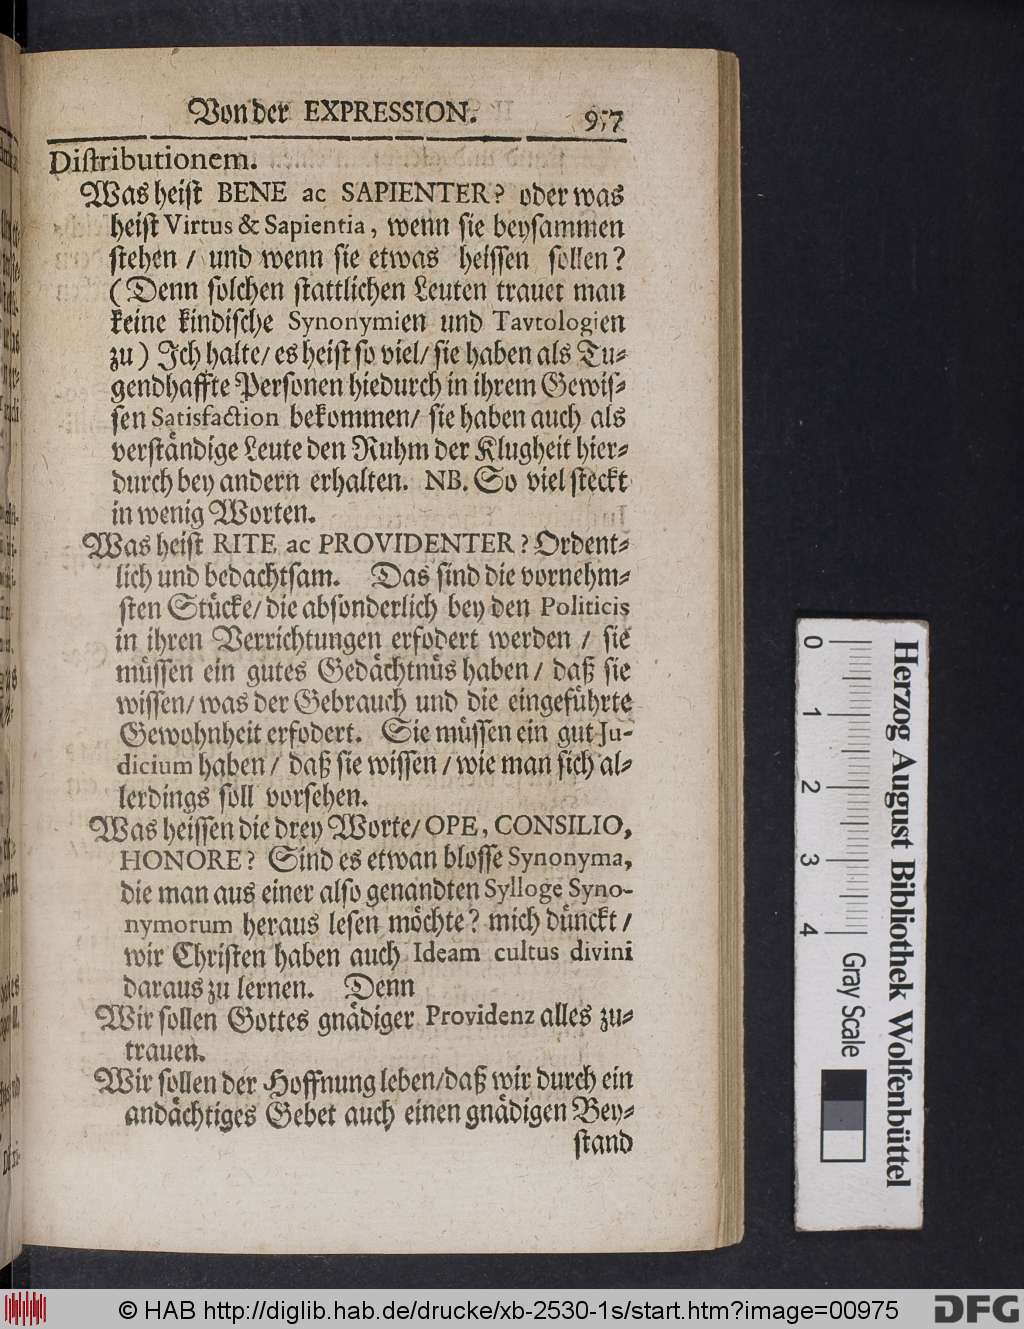 Von der EXPRESSION. 957
Distributionem.
Was heist BENE ac SAPIENTER? oder was
heist Virtus & Sapientia, wenn sie beysammen
stehen / und wenn sie etwas heissen sollen?
(Denn solchen stattlichen Leuten trauet man
keine kindische Synonymien und Tavtologien
zu) Ich halte/ es heist so viel/ sie haben als Tu-
gendhaffte Personen hiedurch in ihrem Gewis-
sen Satisfaction bekommen/ sie haben auch als
verständige Leute den Ruhm der Klugheit hier-
durch bey andern erhalten. NB. So viel steckt
in wenig Worten.
Was heist RITE ac PROVIDENTER? Ordent-
lich und bedachtsam. Das sind die vornehm-
sten Stücke/ die absonderlich bey den Politicis
in ihren Verrichtungen erfodert werden / sie
müssen ein gutes Gedächtnüs haben/ daß sie
wissen/ was der Gebrauch und die eingeführte
Gewohnheit erfodert. Sie müssen ein gut Ju-
dicium haben/ daß sie wissen/ wie man sich al-
lerdings soll vorsehen.
Was heissen die drey Worte/ OPE, CONSILIO,
HONORE? Sind es etwan blosse Synonyma,
die man aus einer also genandten Sylloge Syno-
nymorum heraus lesen möchte? mich dünckt /
wir Christen haben auch Ideam cultus divini
daraus zu lernen. Denn
Wir sollen Gottes gnädiger Providenz alles zu-
trauen.
Wir sollen der Hoffnung leben/ daß wir durch ein
andächtiges Gebet auch einen gnädigen Bey-
stand
0 1 2 3 4
Gray Scale
Herzog August Bibliothek Wolfenbüttel
© HAB http://diglib.hab.de/drucke/xb-2530-1s/start.htm?image=00975
DFG